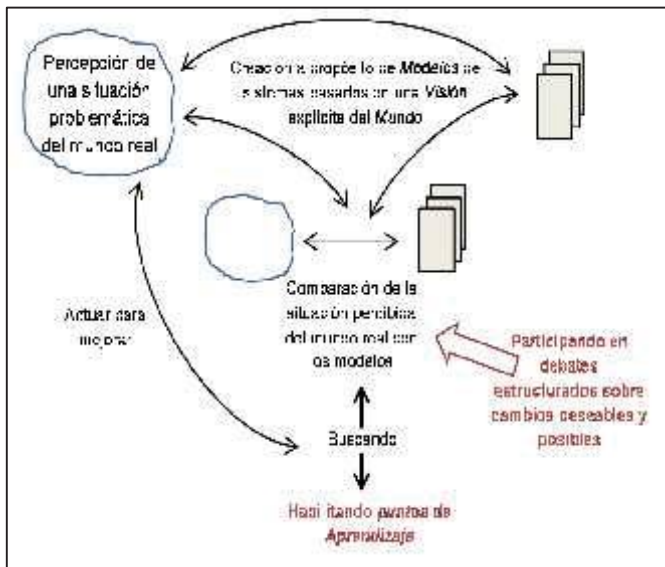 Percepción de
una situación
problemática
del mundo real
Creación a propósito de Modelos de
sistemas basados en una Visión
explícita del Mundo
Comparación de la
situación percibida
del mundo real con
los modelos
Actuar para
mejorar
Participando en
debates
estructurados sobre
cambios deseables y
posibles
Buscando
Habilitando puntos de
Aprendizaje